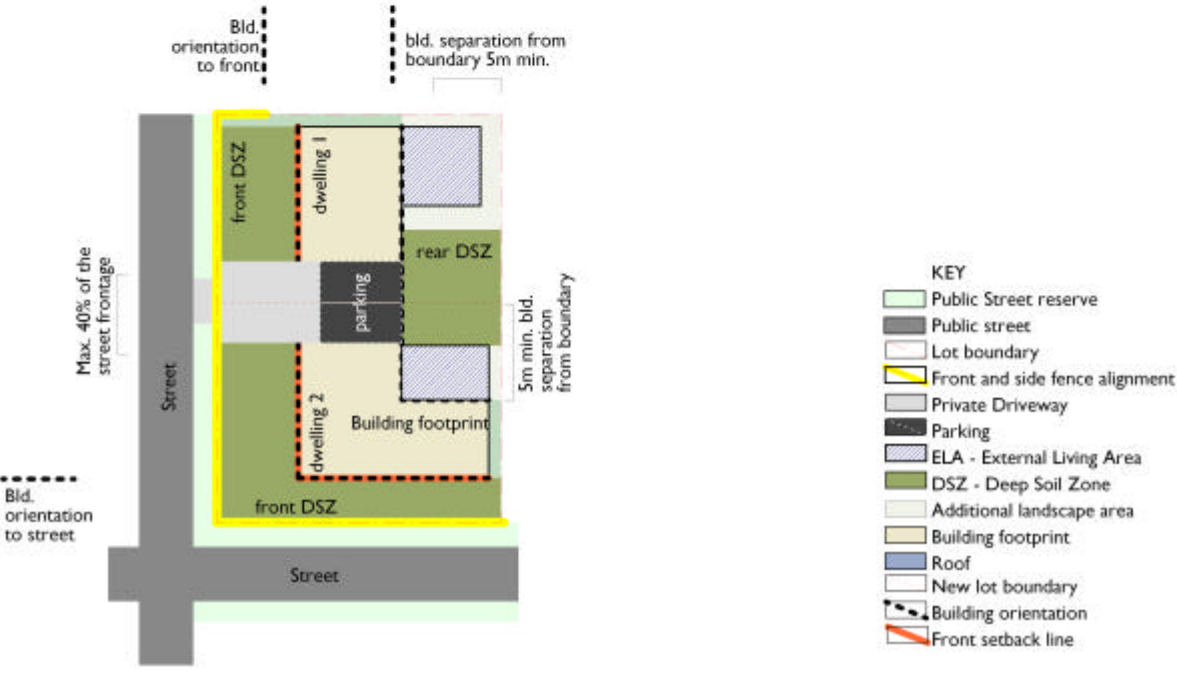 Bld.
orientation
to front
bld. separation from
boundary 5m min.
front DSZ
dwelling 1
rear DSZ
Max. 40% of the
street frontage
parking
5m min. bld.
separation
from boundary
Street
dwelling 2
Building footprint
Bld.
orientation
to street
front DSZ
Street
KEY
Public Street reserve
Public street
Lot boundary
Front and side fence alignment
Private Driveway
Parking
ELA - External Living Area
DSZ - Deep Soil Zone
Additional landscape area
Building footprint
Roof
New lot boundary
Building orientation
Front setback line